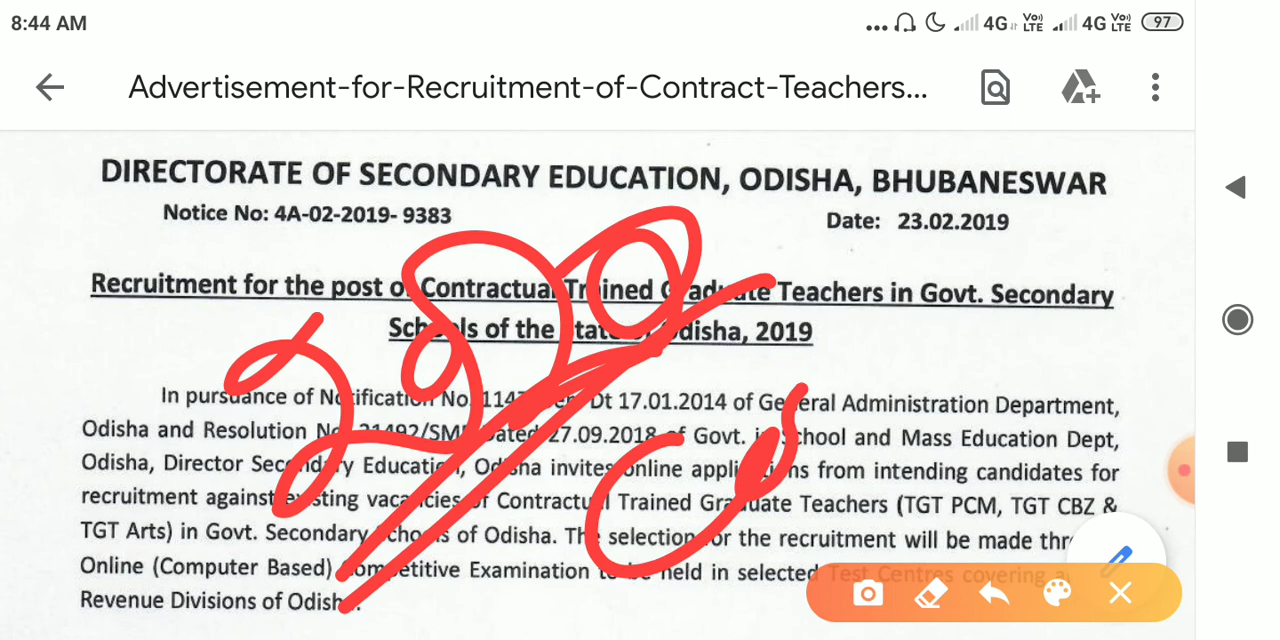 8:44 AM
4G Vo) LTE 4G Vo) LTE 97
Advertisement-for-Recruitment-of-Contract-Teachers...
DIRECTORATE OF SECONDARY EDUCATION, ODISHA, BHUBANESWAR
Notice No: 4A-02-2019- 9383 Date: 23.02.2019
Recruitment for the post of Contractual Trained Graduate Teachers in Govt. Secondary
Schools of the State of Odisha, 2019
In pursuance of Notification No. Dt 17.01.2014 of General Administration Department,
Odisha and Resolution No. 21492/SME dated 27.09.2018 of Govt. in School and Mass Education Dept,
Odisha, Director Secondary Education, Odisha invites online applications from intending candidates for
recruitment against existing vacancies of Contractual Trained Graduate Teachers (TGT PCM, TGT CBZ &
TGT Arts) in Govt. Secondary Schools of Odisha. The selection for the recruitment will be made
Online (Computer Based) Competitive Examination to be held in selected Test Centres covering
Revenue Divisions of Odisha.